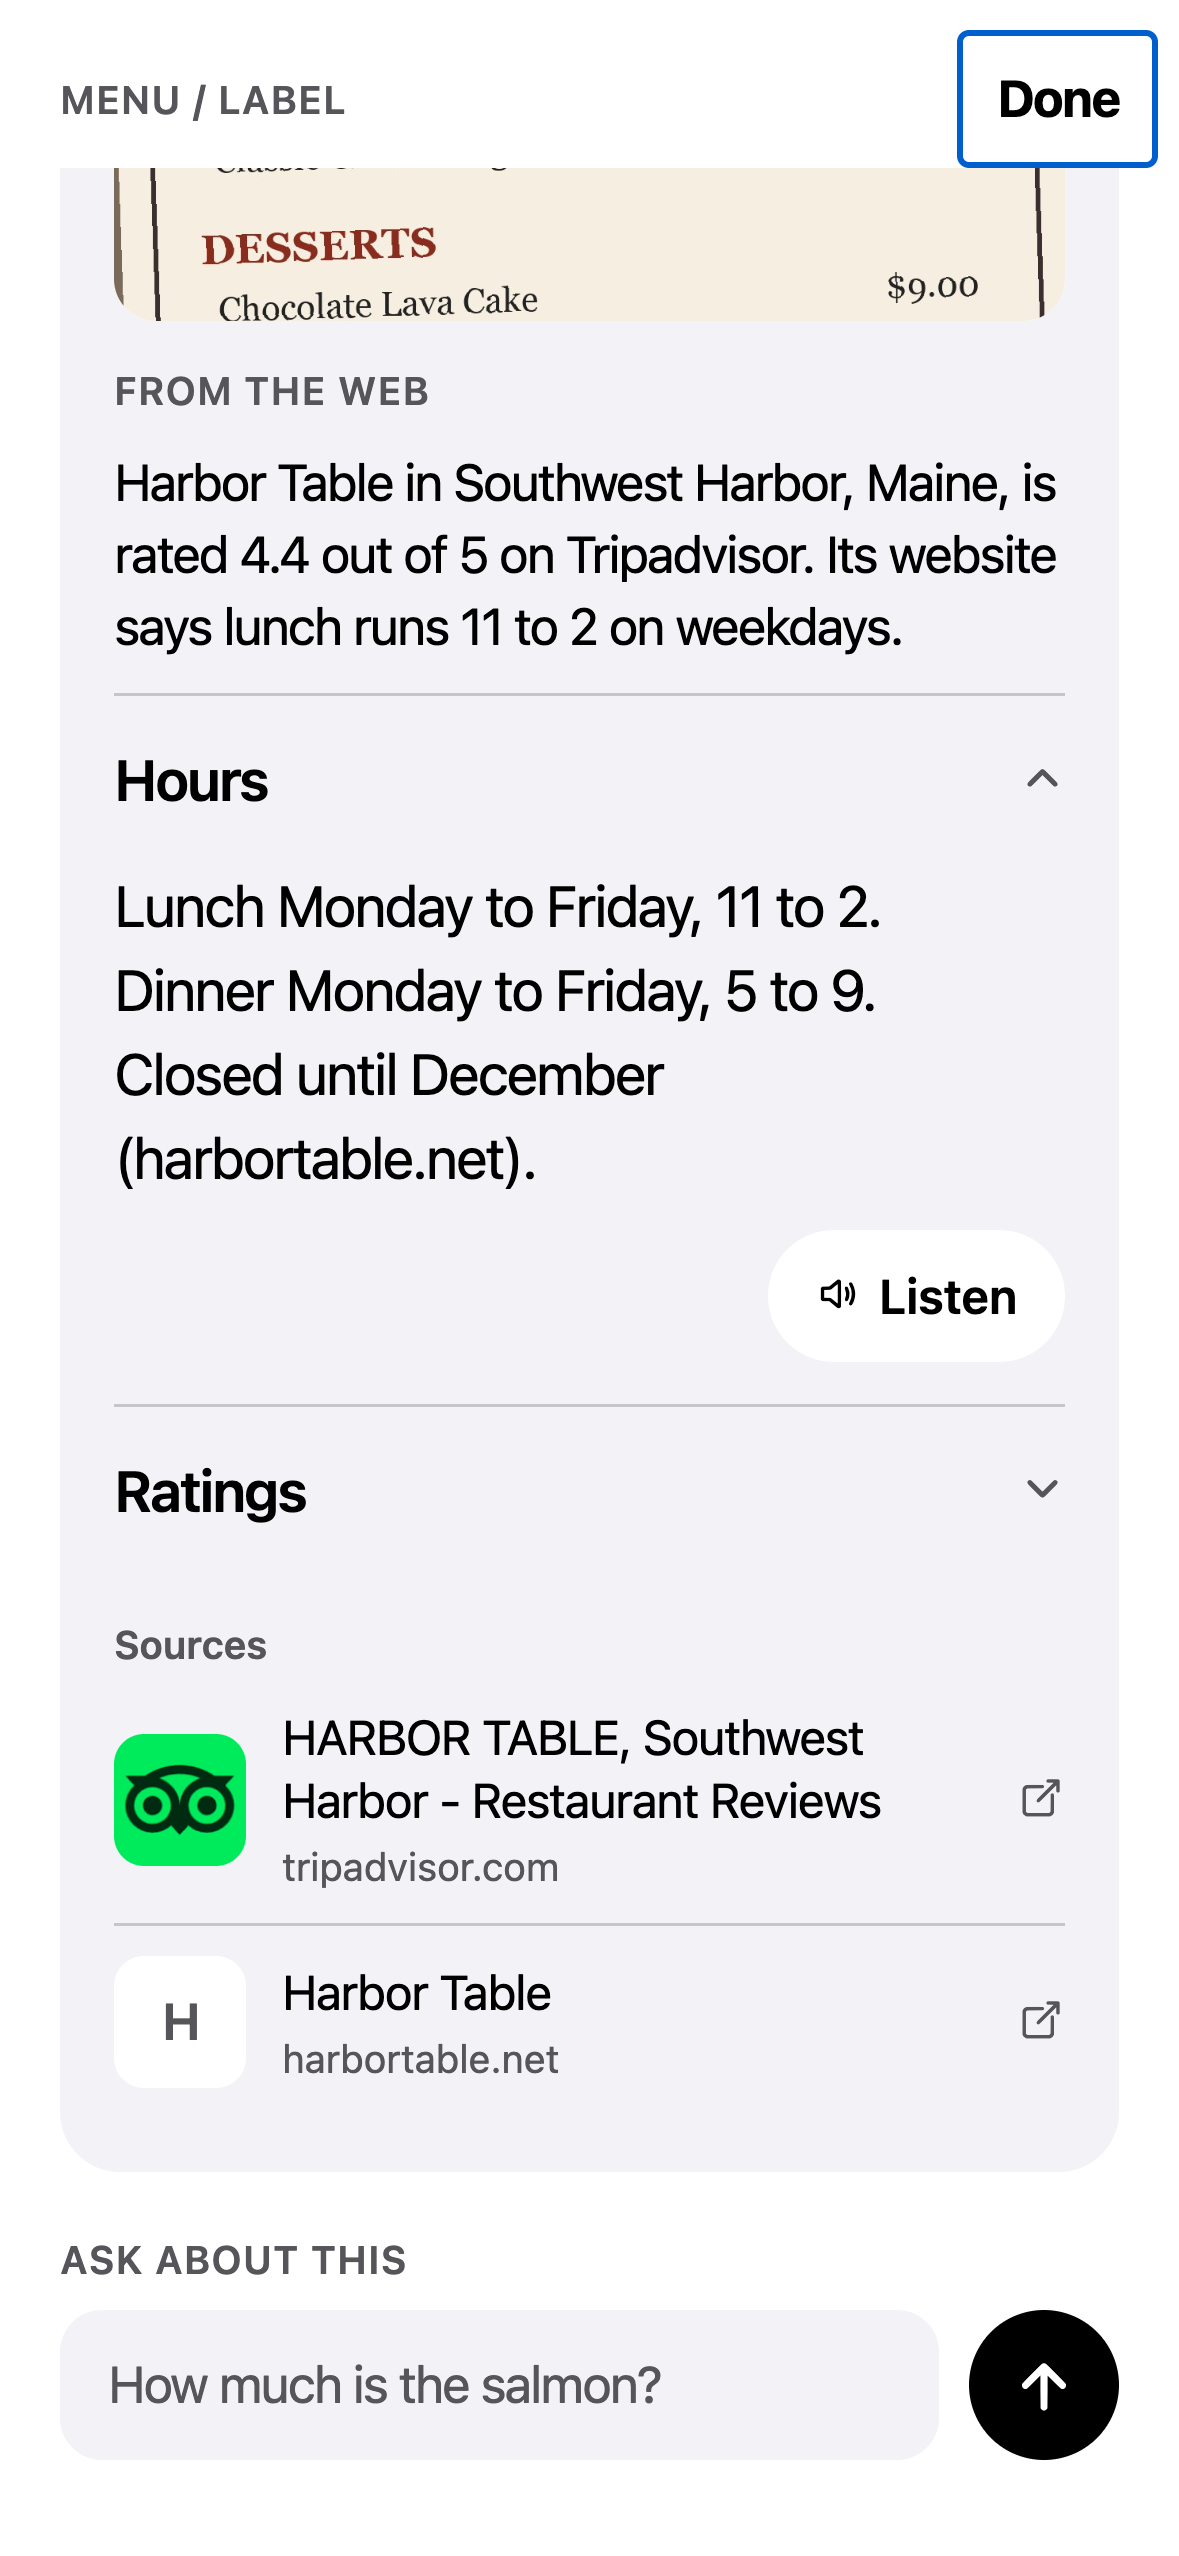 MENU / LABEL
Done
DESSERTS
Chocolate Lava Cake $9.00
FROM THE WEB
Harbor Table in Southwest Harbor, Maine, is
rated 4.4 out of 5 on Tripadvisor. Its website
says lunch runs 11 to 2 on weekdays.
Hours
Lunch Monday to Friday, 11 to 2.
Dinner Monday to Friday, 5 to 9.
Closed until December
(harbortable.net).
Listen
Ratings
Sources
HARBOR TABLE, Southwest
Harbor - Restaurant Reviews
tripadvisor.com
H
Harbor Table
harbortable.net
ASK ABOUT THIS
How much is the salmon?